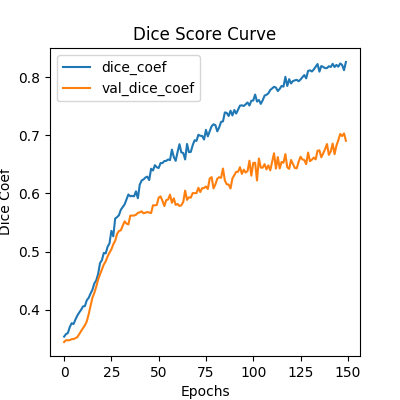 Dice Score Curve
dice_coef
val_dice_coef
Dice Coef
0.8
0.7
0.6
0.5
0.4
0 25 50 75 100 125 150
Epochs